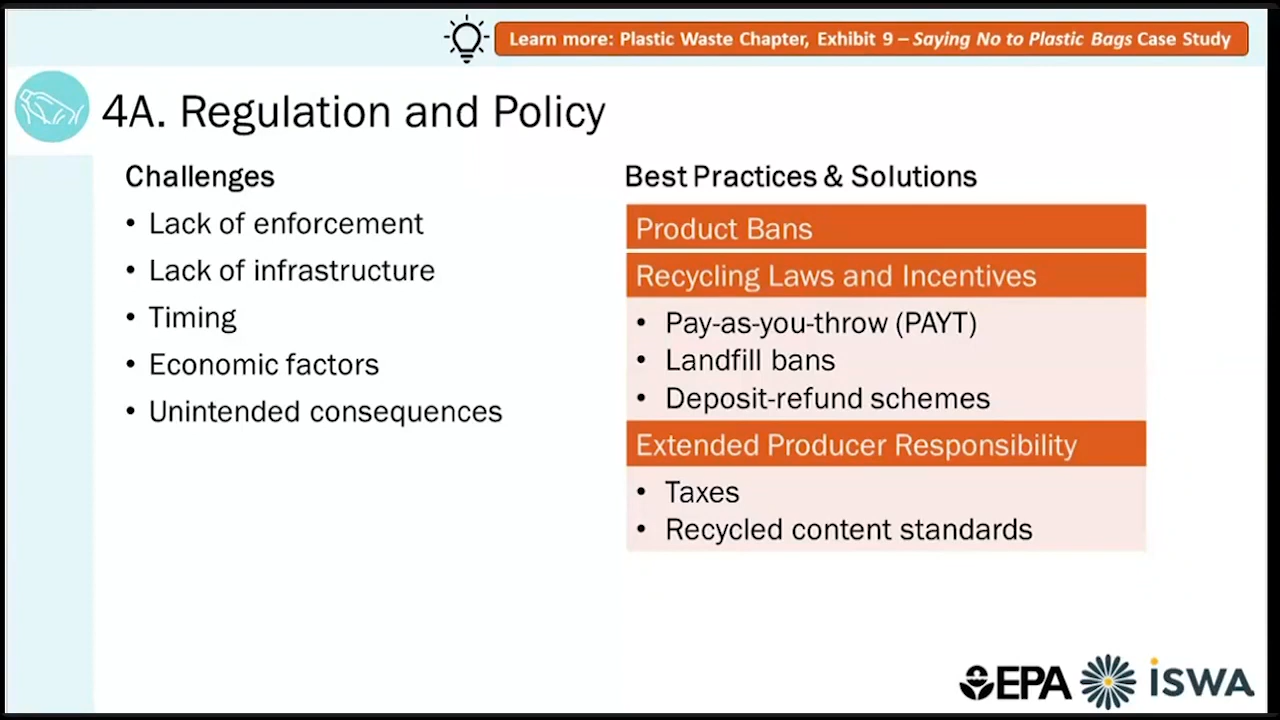 Learn more: Plastic Waste Chapter, Exhibit 9 – Saying No to Plastic Bags Case Study
4A. Regulation and Policy
Challenges
• Lack of enforcement
• Lack of infrastructure
• Timing
• Economic factors
• Unintended consequences
Best Practices & Solutions
Product Bans
Recycling Laws and Incentives
• Pay-as-you-throw (PAYT)
• Landfill bans
• Deposit-refund schemes
Extended Producer Responsibility
• Taxes
• Recycled content standards
EPA iSWA